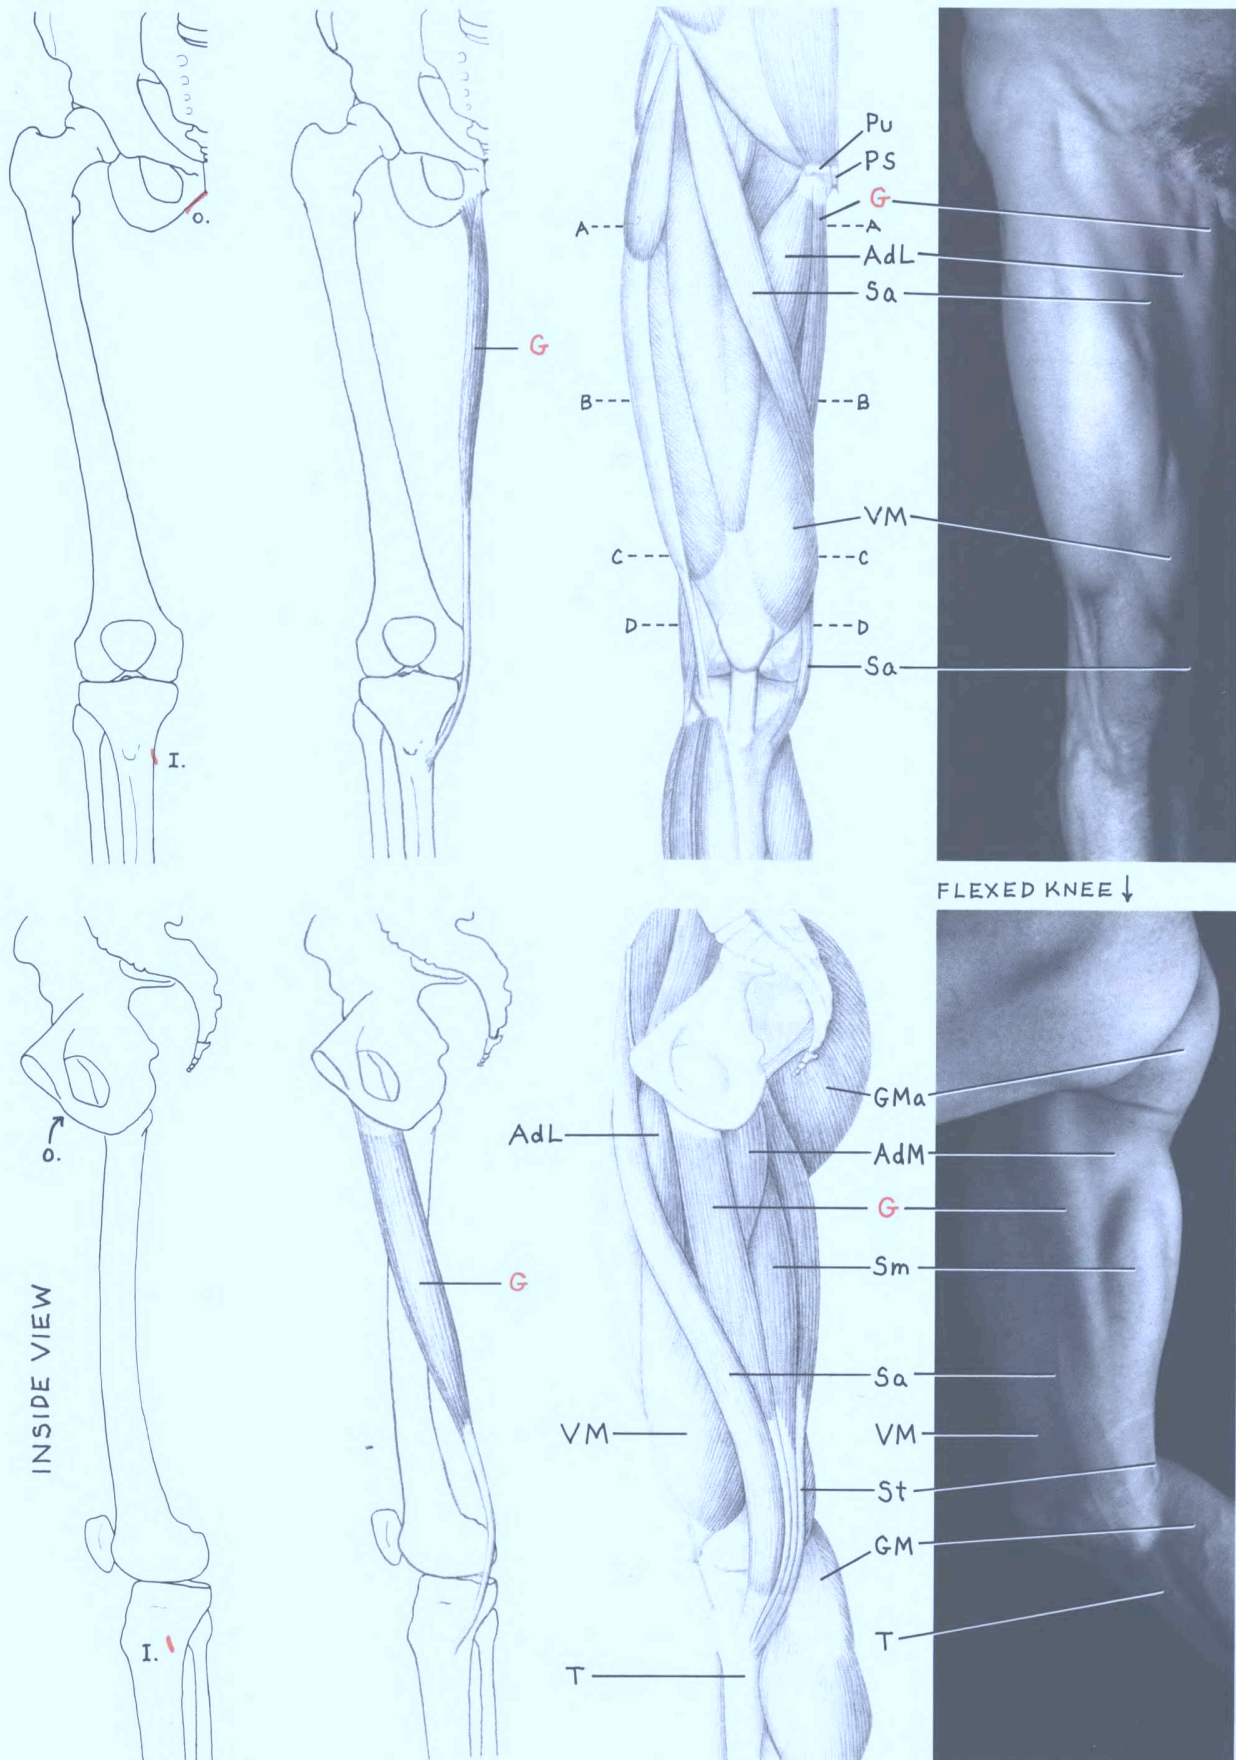 Pu
PS
O.
G
A A
AdL
Sa
G
B B
VM
C C
D D
Sa
I.
FLEXED KNEE ↓
GMa
AdL
AdM
O.
G
Sm
G
INSIDE VIEW
Sa
VM VM
St
GM
I.
T
T